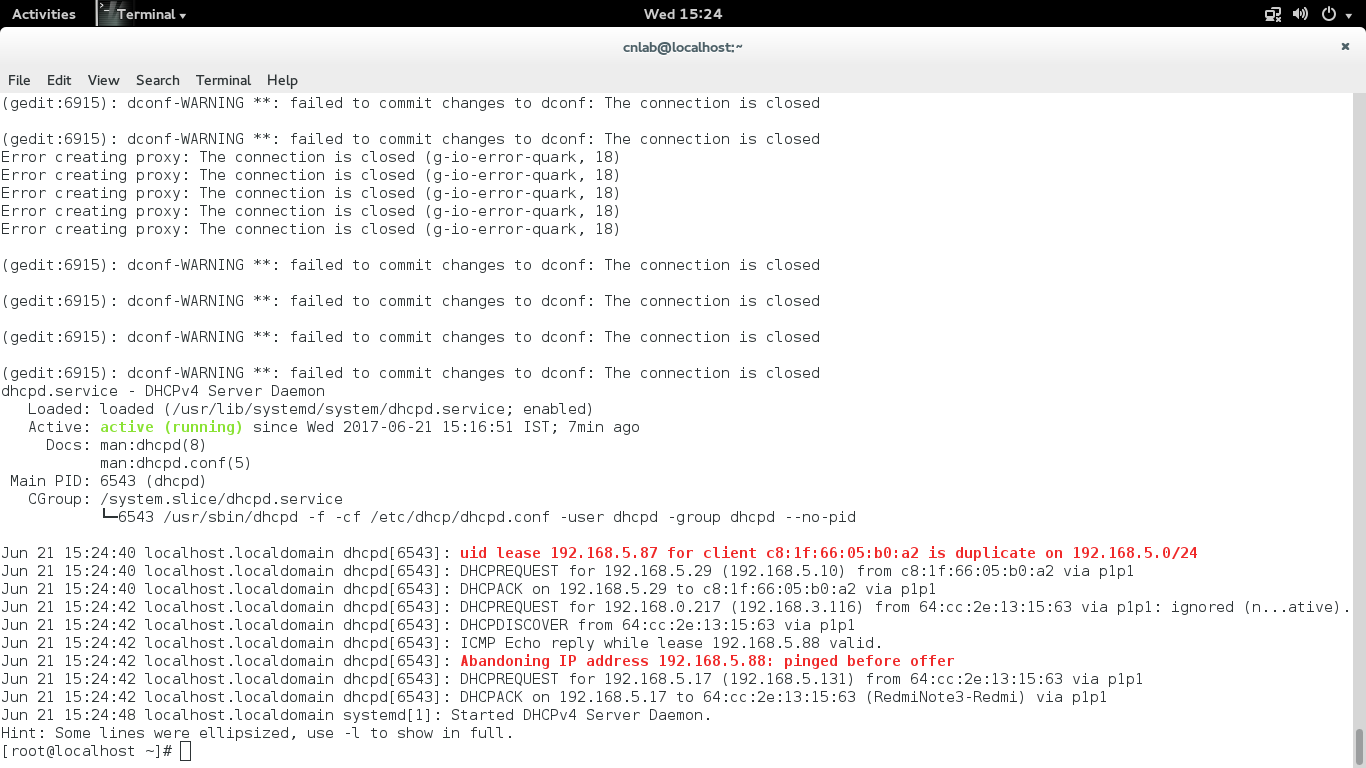 Activities
Terminal
Wed 15:24
cnlab@localhost:~
File Edit View Search Terminal Help
(gedit:6915): dconf-WARNING **: failed to commit changes to dconf: The connection is closed
(gedit:6915): dconf-WARNING **: failed to commit changes to dconf: The connection is closed
Error creating proxy: The connection is closed (g-io-error-quark, 18)
Error creating proxy: The connection is closed (g-io-error-quark, 18)
Error creating proxy: The connection is closed (g-io-error-quark, 18)
Error creating proxy: The connection is closed (g-io-error-quark, 18)
Error creating proxy: The connection is closed (g-io-error-quark, 18)
(gedit:6915): dconf-WARNING **: failed to commit changes to dconf: The connection is closed
(gedit:6915): dconf-WARNING **: failed to commit changes to dconf: The connection is closed
(gedit:6915): dconf-WARNING **: failed to commit changes to dconf: The connection is closed
(gedit:6915): dconf-WARNING **: failed to commit changes to dconf: The connection is closed
dhcpd.service - DHCPv4 Server Daemon
   Loaded: loaded (/usr/lib/systemd/system/dhcpd.service; enabled)
   Active: active (running) since Wed 2017-06-21 15:16:51 IST; 7min ago
     Docs: man:dhcpd(8)
           man:dhcpd.conf(5)
 Main PID: 6543 (dhcpd)
   CGroup: /system.slice/dhcpd.service
           └─6543 /usr/sbin/dhcpd -f -cf /etc/dhcp/dhcpd.conf -user dhcpd -group dhcpd --no-pid
Jun 21 15:24:40 localhost.localdomain dhcpd[6543]: uid lease 192.168.5.87 for client c8:1f:66:05:b0:a2 is duplicate on 192.168.5.0/24
Jun 21 15:24:40 localhost.localdomain dhcpd[6543]: DHCPREQUEST for 192.168.5.29 (192.168.5.10) from c8:1f:66:05:b0:a2 via p1p1
Jun 21 15:24:40 localhost.localdomain dhcpd[6543]: DHCPACK on 192.168.5.29 to c8:1f:66:05:b0:a2 via p1p1
Jun 21 15:24:42 localhost.localdomain dhcpd[6543]: DHCPREQUEST for 192.168.0.217 (192.168.3.116) from 64:cc:2e:13:15:63 via p1p1: ignored (n...ative).
Jun 21 15:24:42 localhost.localdomain dhcpd[6543]: DHCPDISCOVER from 64:cc:2e:13:15:63 via p1p1
Jun 21 15:24:42 localhost.localdomain dhcpd[6543]: ICMP Echo reply while lease 192.168.5.88 valid.
Jun 21 15:24:42 localhost.localdomain dhcpd[6543]: Abandoning IP address 192.168.5.88: pinged before offer
Jun 21 15:24:42 localhost.localdomain dhcpd[6543]: DHCPREQUEST for 192.168.5.17 (192.168.5.131) from 64:cc:2e:13:15:63 via p1p1
Jun 21 15:24:42 localhost.localdomain dhcpd[6543]: DHCPACK on 192.168.5.17 to 64:cc:2e:13:15:63 (RedmiNote3-Redmi) via p1p1
Jun 21 15:24:48 localhost.localdomain systemd[1]: Started DHCPv4 Server Daemon.
Hint: Some lines were ellipsized, use -l to show in full.
[root@localhost ~]#